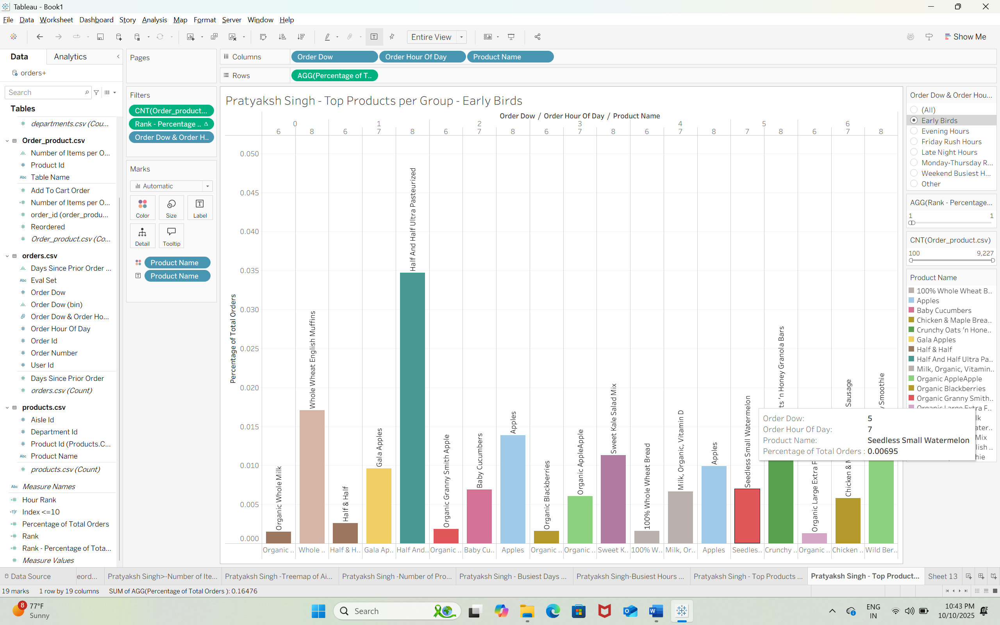 Tableau - Book1
File Data Worksheet Dashboard Story Analysis Map Format Server Window Help
Entire View
Show Me
Data Analytics
orders+
Search
Tables
departments.csv (Cou...
Order_product.csv
Number of Items per O...
Product Id
Abc Table Name
Add To Cart Order
Number of Items per O...
order_id (order_produ...
Reordered
Order_product.csv (Co...
orders.csv
Days Since Prior Order ...
Abc Eval Set
Order Dow
Order Dow (bin)
Order Dow & Order Ho...
Order Hour Of Day
Order Id
Order Number
User Id
Days Since Prior Order
orders.csv (Count)
products.csv
Aisle Id
Department Id
Product Id (Products.C...
Abc Product Name
products.csv (Count)
Abc Measure Names
Hour Rank
Index <=10
Percentage of Total Orders
Rank
Rank - Percentage of Tota...
Measure Values
Pages
Filters
CNT(Order_product...
Rank - Percentage .. Δ
Order Dow & Order H..
Marks
Automatic
Color Size Label
Detail Tooltip
Product Name
Product Name
Columns Order Dow Order Hour Of Day Product Name
Rows AGG(Percentage of T..
Pratyaksh Singh - Top Products per Group - Early Birds
Order Dow / Order Hour Of Day / Product Name
0 1 2 3 4 5 6
6 8 6 7 8 6 7 8 6 7 8 6 7 8 7 8 6 7 8
Percentage of Total Orders
0.050
0.045
0.040
0.035
0.030
0.025
0.020
0.015
0.010
0.005
0.000
Organic Whole Milk
Whole Wheat English Muffins
Half & Half
Gala Apples
Half And Half Ultra Pasteurized
Organic Granny Smith Apple
Baby Cucumbers
Apples
Organic Blackberries
Organic AppleApple
Sweet Kale Salad Mix
100% Whole Wheat Bread
Milk, Organic, Vitamin D
Apples
Seedless Small Watermelon
ts 'n Honey Granola Bars
Organic Large Extra F
Chicken & M Sausage
y Smoothie
Organic .. Whole .. Half & H.. Gala Ap.. Half And.. Organic .. Baby Cu.. Apples Organic .. Organic .. Sweet K.. 100% W.. Milk, Or.. Apples Seedles.. Crunchy .. Organic .. Chicken .. Wild Ber..
Order Dow: 5
Order Hour Of Day: 7
Product Name: Seedless Small Watermelon
Percentage of Total Orders : 0.00695
Order Dow & Order Hou...
(All)
Early Birds
Evening Hours
Friday Rush Hours
Late Night Hours
Monday-Thursday R...
Weekend Busiest H...
Other
AGG(Rank - Percentage...
1 1
CNT(Order_product.csv)
100 9,227
Product Name
100% Whole Wheat B..
Apples
Baby Cucumbers
Chicken & Maple Brea..
Crunchy Oats 'n Hone..
Gala Apples
Half & Half
Half And Half Ultra Pa..
Milk, Organic, Vitamin..
Organic AppleApple
Organic Blackberries
Organic Granny Smith..
Organic Large Extra F..
lk
ater..
Mix
lish ..
hie
Data Source eord... Pratyaksh Singh>-Number of Ite... Pratyaksh Singh -Treemap of Ai... Pratyaksh Singh -Number of Pro... Pratyaksh Singh - Busiest Days ... Pratyaksh Singh-Busiest Hours ... Pratyaksh Singh - Top Products ... Pratyaksh Singh - Top Product... Sheet 13
19 marks 1 row by 19 columns SUM of AGG(Percentage of Total Orders ): 0.16476
8
77°F
Sunny
Search
ENG
IN
10:43 PM
10/10/2025